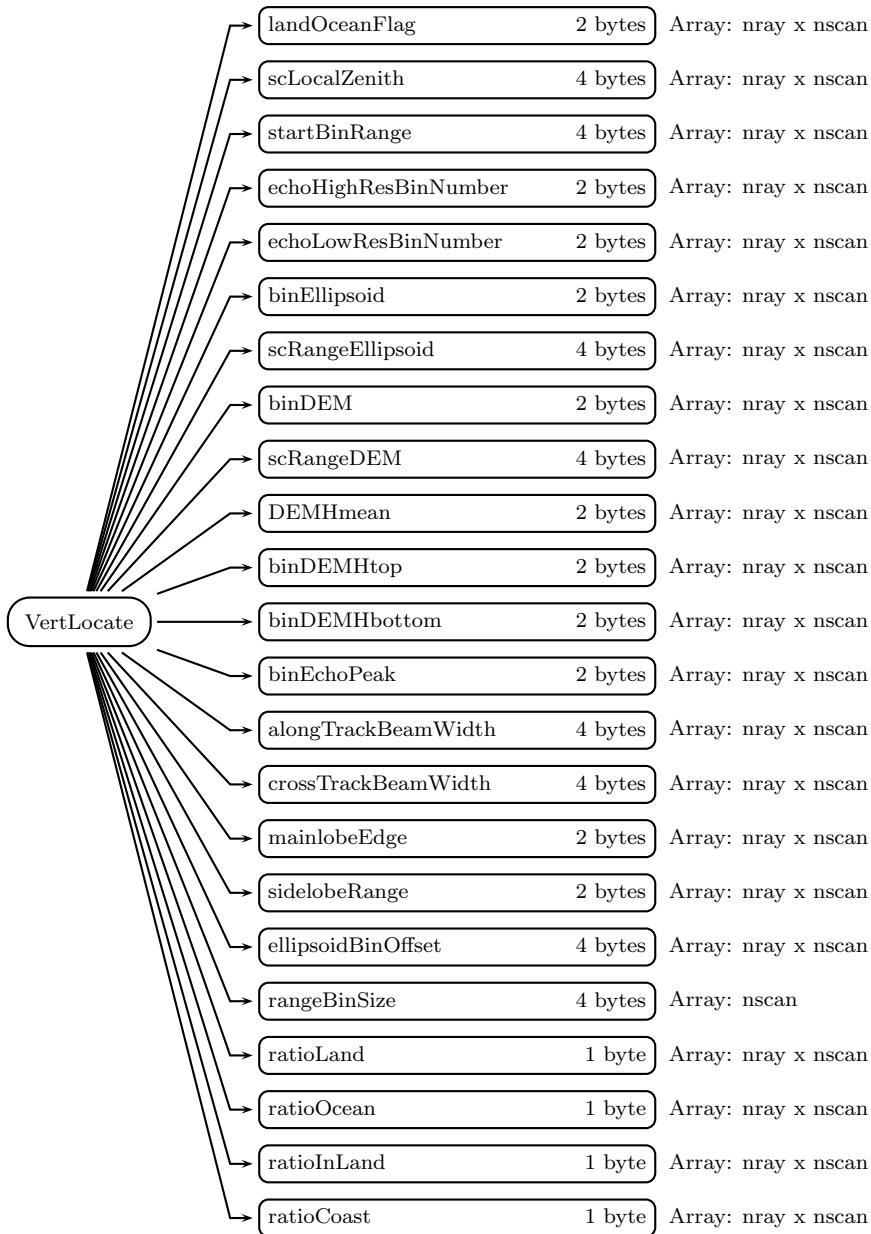 landOceanFlag 2 bytes Array: nray x nscan
scLocalZenith 4 bytes Array: nray x nscan
startBinRange 4 bytes Array: nray x nscan
echoHighResBinNumber 2 bytes Array: nray x nscan
echoLowResBinNumber 2 bytes Array: nray x nscan
binEllipsoid 2 bytes Array: nray x nscan
scRangeEllipsoid 4 bytes Array: nray x nscan
binDEM 2 bytes Array: nray x nscan
scRangeDEM 4 bytes Array: nray x nscan
DEMHmean 2 bytes Array: nray x nscan
binDEMHtop 2 bytes Array: nray x nscan
VertLocate binDEMHbottom 2 bytes Array: nray x nscan
binEchoPeak 2 bytes Array: nray x nscan
alongTrackBeamWidth 4 bytes Array: nray x nscan
crossTrackBeamWidth 4 bytes Array: nray x nscan
mainlobeEdge 2 bytes Array: nray x nscan
sidelobeRange 2 bytes Array: nray x nscan
ellipsoidBinOffset 4 bytes Array: nray x nscan
rangeBinSize 4 bytes Array: nscan
ratioLand 1 byte Array: nray x nscan
ratioOcean 1 byte Array: nray x nscan
ratioInLand 1 byte Array: nray x nscan
ratioCoast 1 byte Array: nray x nscan